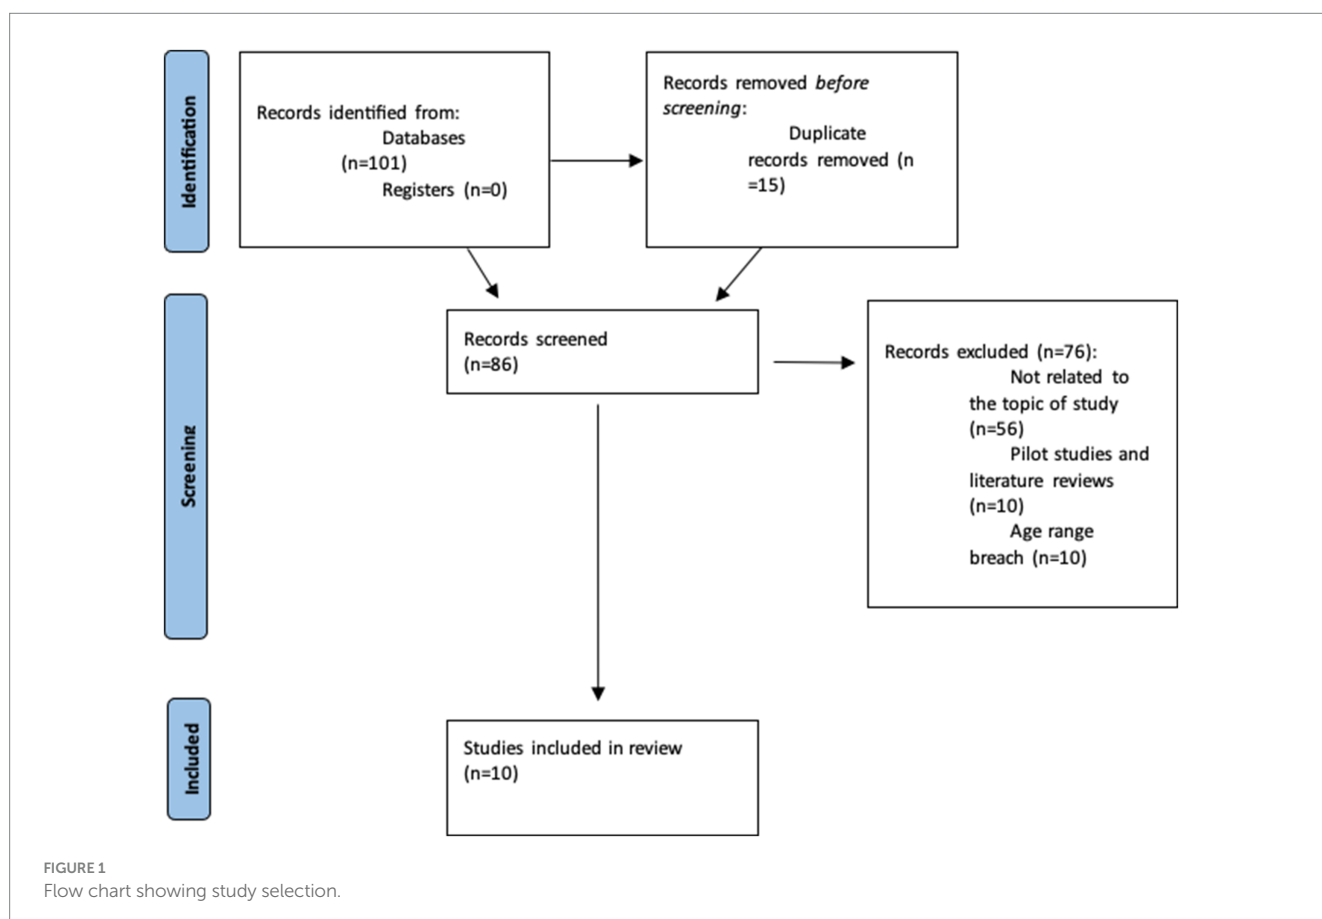 Identification
Records identified from:
Databases
(n=101)
Registers (n=0)
Records removed before
screening:
Duplicate
records removed (n
=15)
Screening
Records screened
(n=86)
Records excluded (n=76):
Not related to
the topic of study
(n=56)
Pilot studies and
literature reviews
(n=10)
Age range
breach (n=10)
Included
Studies included in review
(n=10)
FIGURE 1
Flow chart showing study selection.